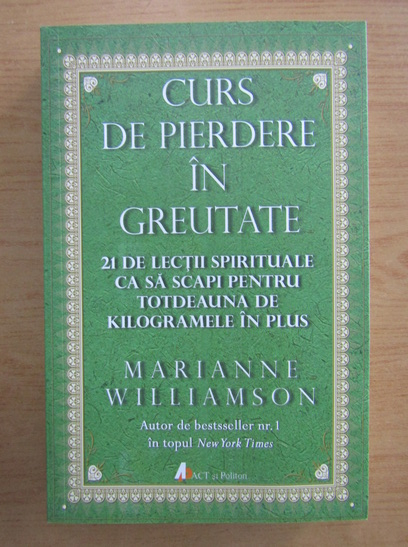 CURS
DE PIERDERE
ÎN
GREUTATE
21 DE LECȚII SPIRITUALE
CA SĂ SCAPI PENTRU
TOTDEAUNA DE
KILOGRAMELE ÎN PLUS
MARIANNE
WILLIAMSON
Autor de bestsseller nr. 1
în topul New York Times
ACT și Politon